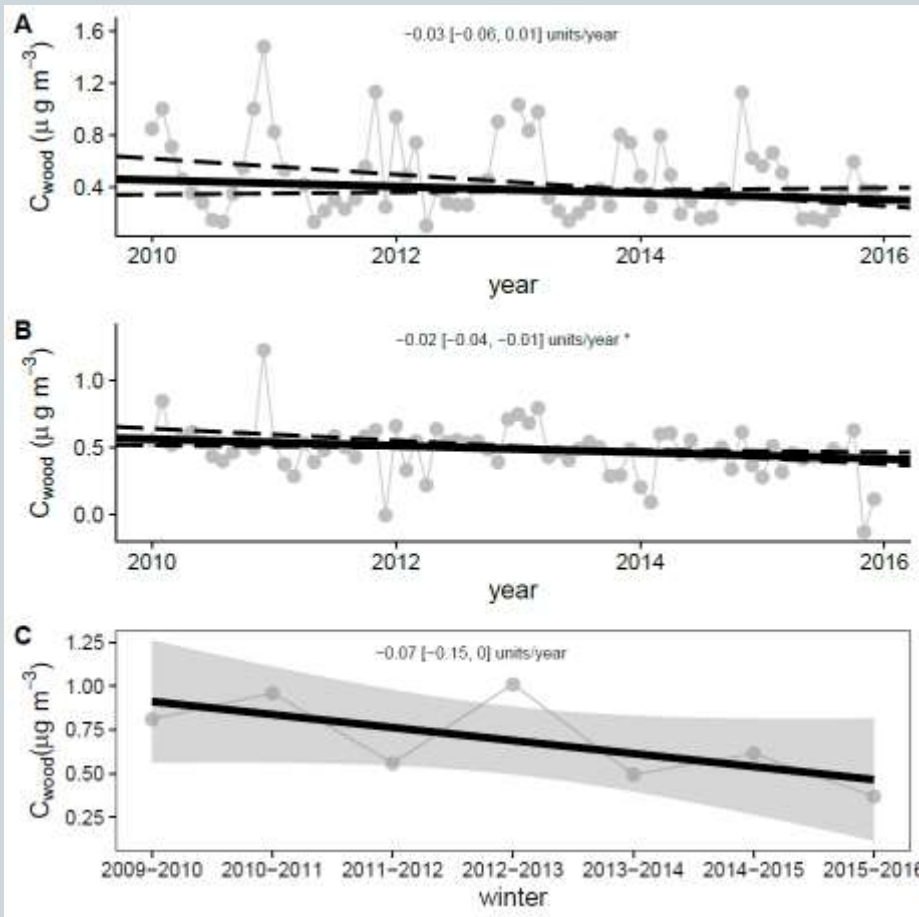 A
−0.03 [−0.06, 0.01] units/year
C_wood (μ g m⁻³)
1.6
1.2
0.8
0.4
2010 2012 2014 2016
year
B
−0.02 [−0.04, −0.01] units/year *
C_wood (μ g m⁻³)
1.0
0.5
0.0
2010 2012 2014 2016
year
C
−0.07 [−0.15, 0] units/year
C_wood(μg m⁻³)
1.25
1.00
0.75
0.50
0.25
2009−2010 2010−2011 2011−2012 2012−2013 2013−2014 2014−2015 2015−2016
winter